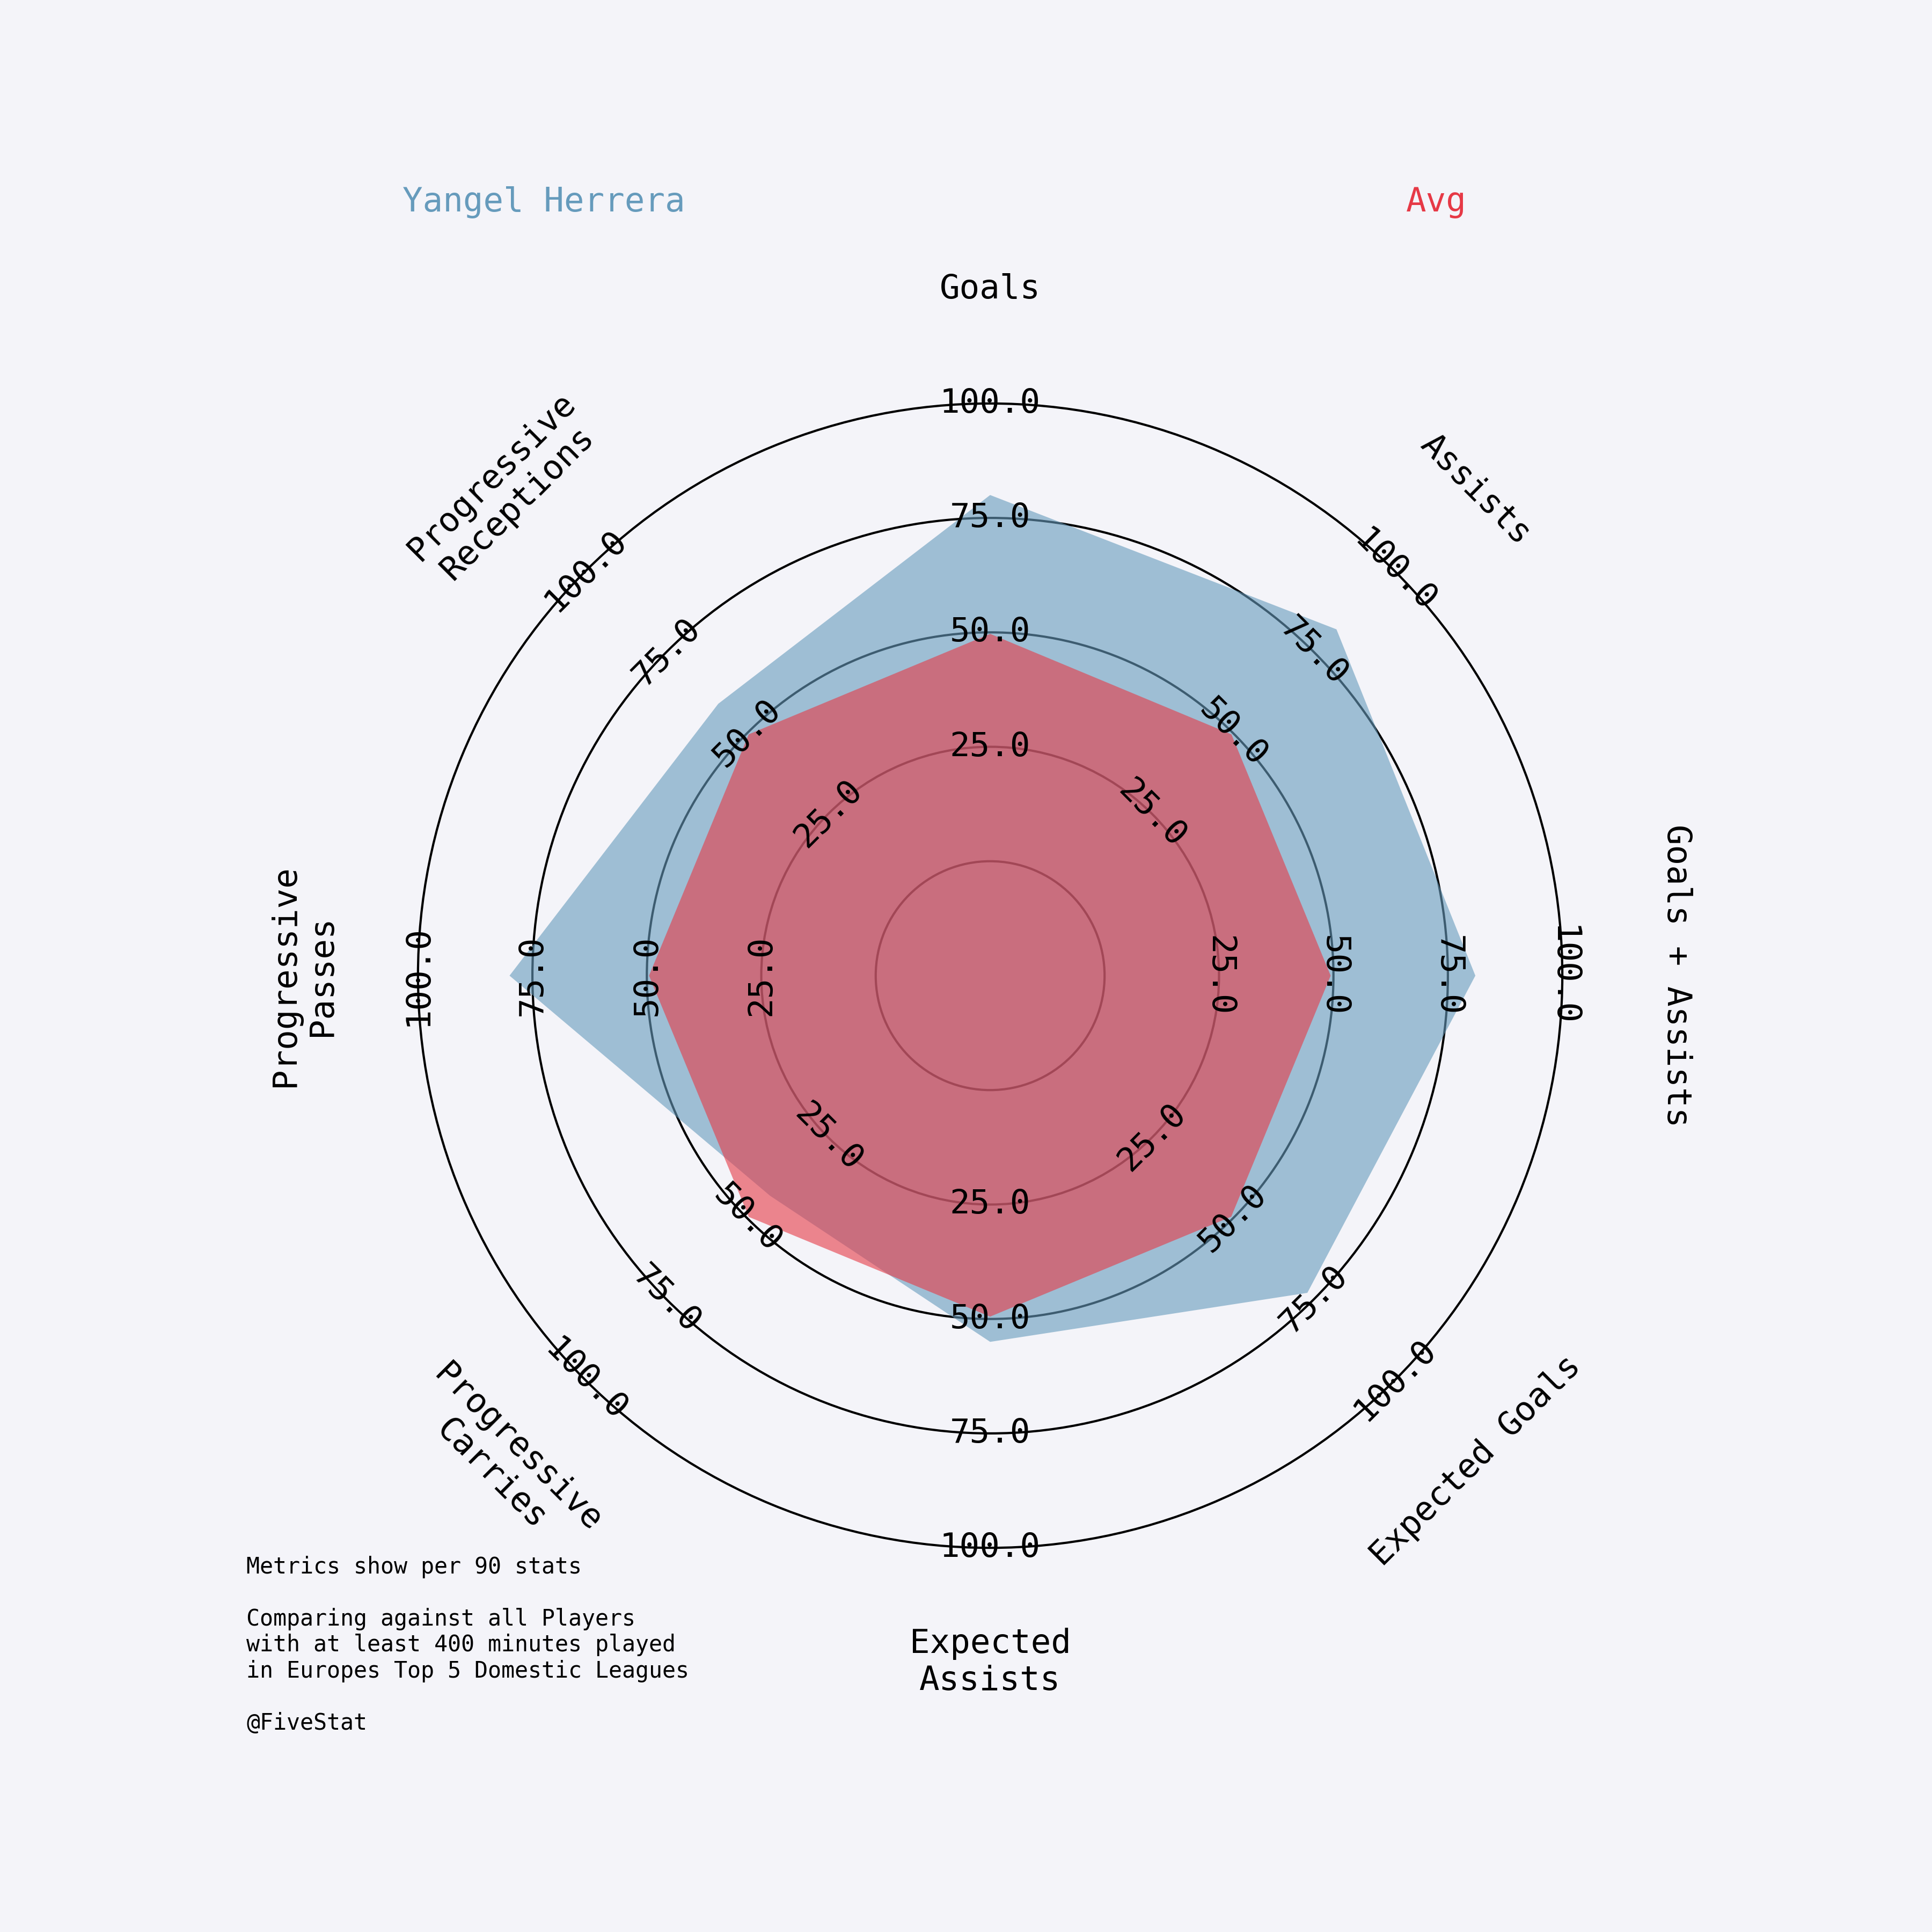 Yangel Herrera
Avg
Goals
Assists
Goals + Assists
Expected Goals
Expected
Assists
Progressive
Carries
Progressive
Passes
Progressive
Receptions
25.0
50.0
75.0
100.0
25.0
50.0
75.0
100.0
25.0
50.0
75.0
100.0
25.0
50.0
75.0
100.0
25.0
50.0
75.0
100.0
25.0
50.0
75.0
100.0
25.0
50.0
75.0
100.0
25.0
50.0
75.0
100.0
Metrics show per 90 stats
Comparing against all Players
with at least 400 minutes played
in Europes Top 5 Domestic Leagues
@FiveStat